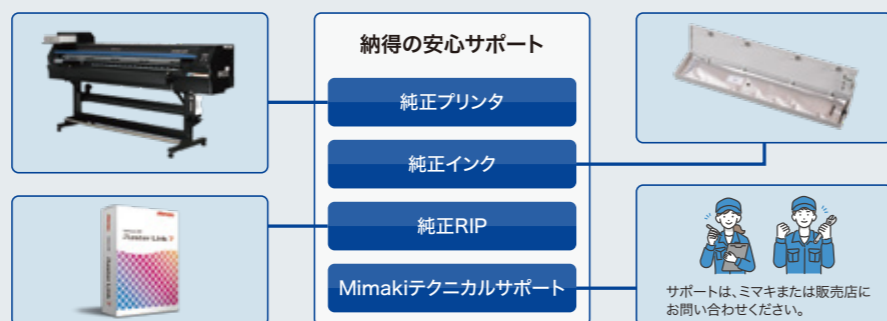 納得の安心サポート
純正プリンタ
純正インク
純正RIP
Mimakiテクニカルサポート
サポートは、ミマキまたは販売店に
お問い合わせください。